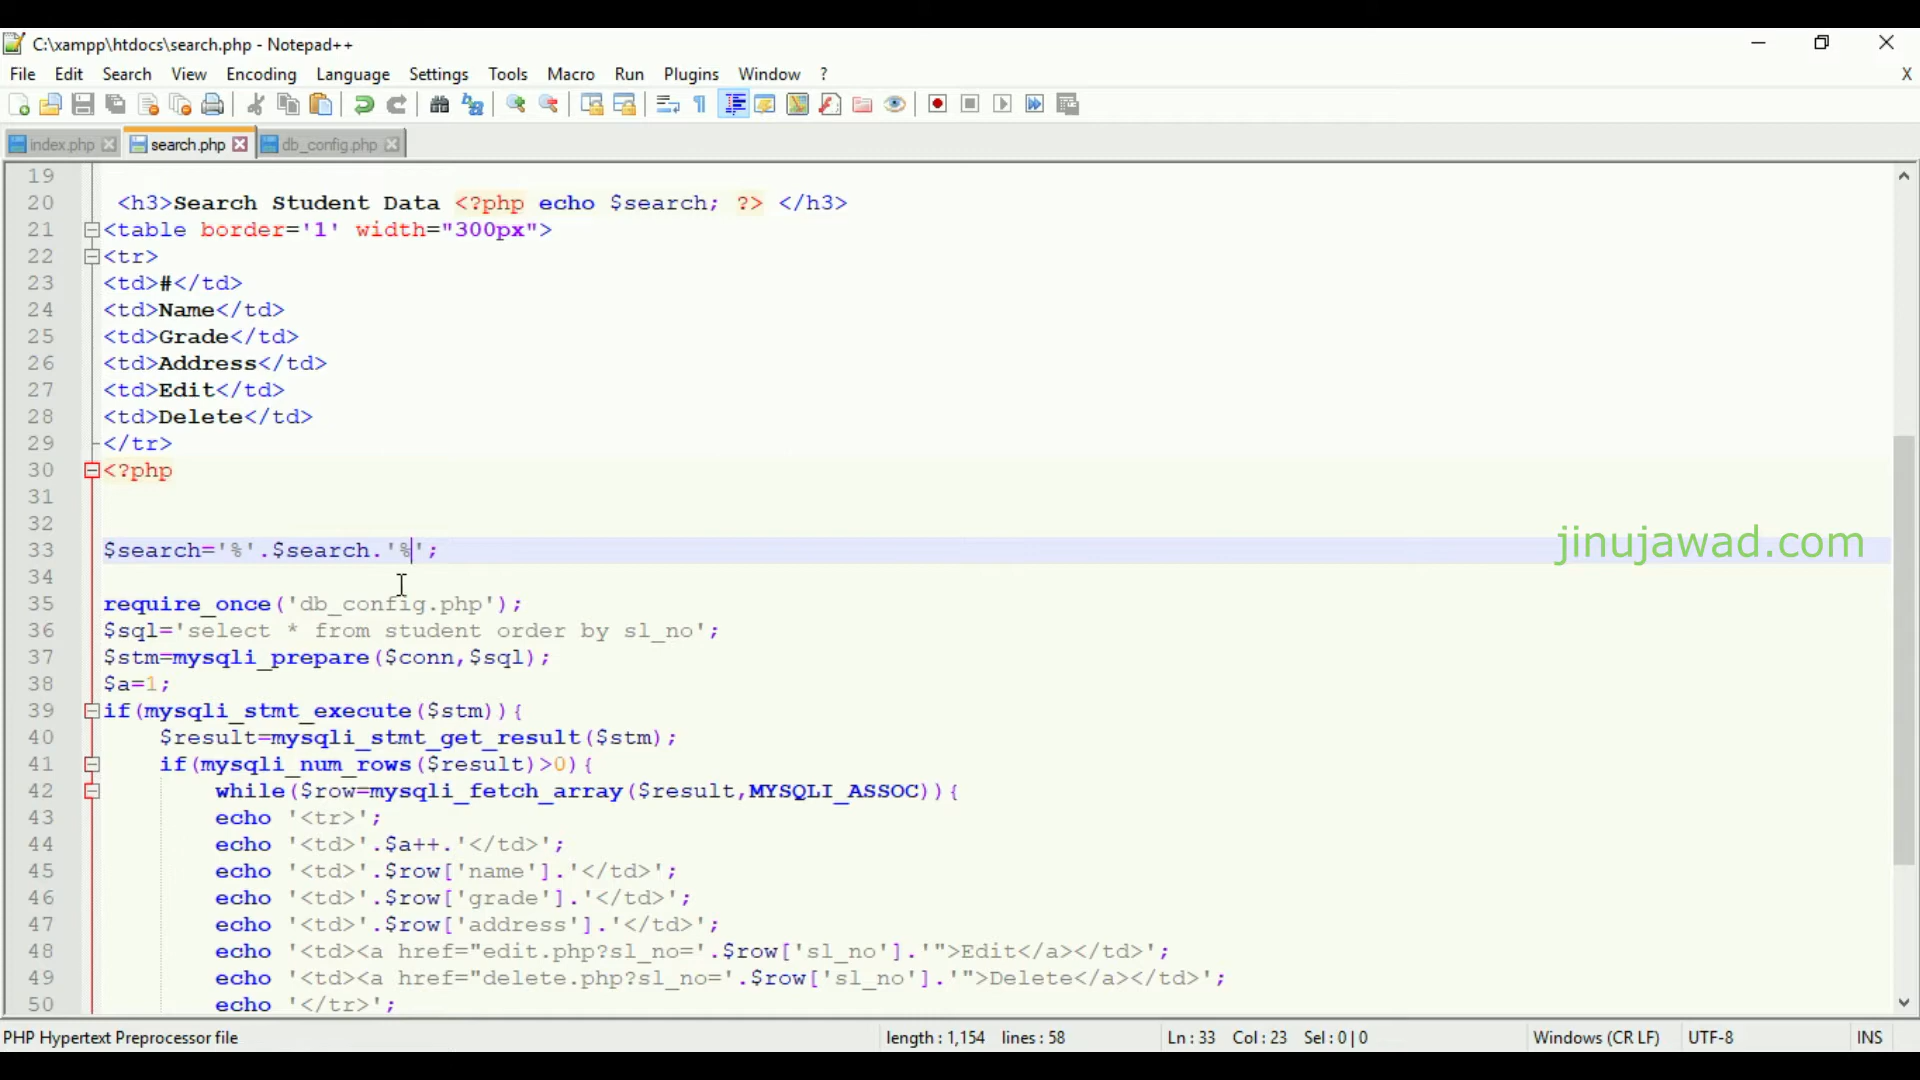 C:\xampp\htdocs\search.php - Notepad++
File Edit Search View Encoding Language Settings Tools Macro Run Plugins Window ? X
index.php search.php db_config.php
19
20 <h3>Search Student Data <?php echo $search; ?> </h3>
21 <table border='1' width="300px">
22 <tr>
23 <td>#</td>
24 <td>Name</td>
25 <td>Grade</td>
26 <td>Address</td>
27 <td>Edit</td>
28 <td>Delete</td>
29 </tr>
30 <?php
31
32
33 $search='%'.$search.'%';
jinujawad.com
34
35 require_once('db_config.php');
36 $sql='select * from student order by sl_no';
37 $stm=mysqli_prepare($conn,$sql);
38 $a=1;
39 if(mysqli_stmt_execute($stm)){
40 $result=mysqli_stmt_get_result($stm);
41 if(mysqli_num_rows($result)>0){
42 while($row=mysqli_fetch_array($result,MYSQLI_ASSOC)){
43 echo '<tr>';
44 echo '<td>'.$a++.'</td>';
45 echo '<td>'.$row['name'].'</td>';
46 echo '<td>'.$row['grade'].'</td>';
47 echo '<td>'.$row['address'].'</td>';
48 echo '<td><a href="edit.php?sl_no='.$row['sl_no'].'">Edit</a></td>';
49 echo '<td><a href="delete.php?sl_no='.$row['sl_no'].'">Delete</a></td>';
50 echo '</tr>';
PHP Hypertext Preprocessor file length : 1,154 lines : 58 Ln : 33 Col : 23 Sel : 0 | 0 Windows (CR LF) UTF-8 INS